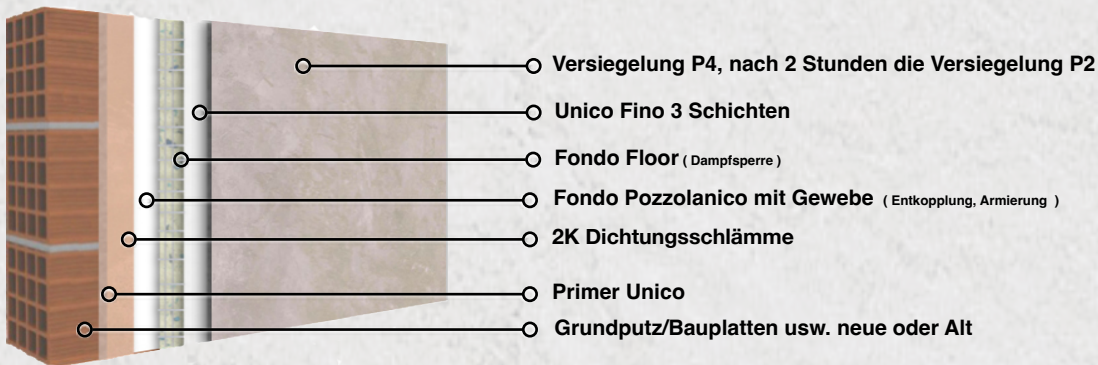 Versiegelung P4, nach 2 Stunden die Versiegelung P2
Unico Fino 3 Schichten
Fondo Floor ( Dampfsperre )
Fondo Pozzolanico mit Gewebe ( Entkopplung, Armierung )
2K Dichtungsschlämme
Primer Unico
Grundputz/Bauplatten usw. neue oder Alt